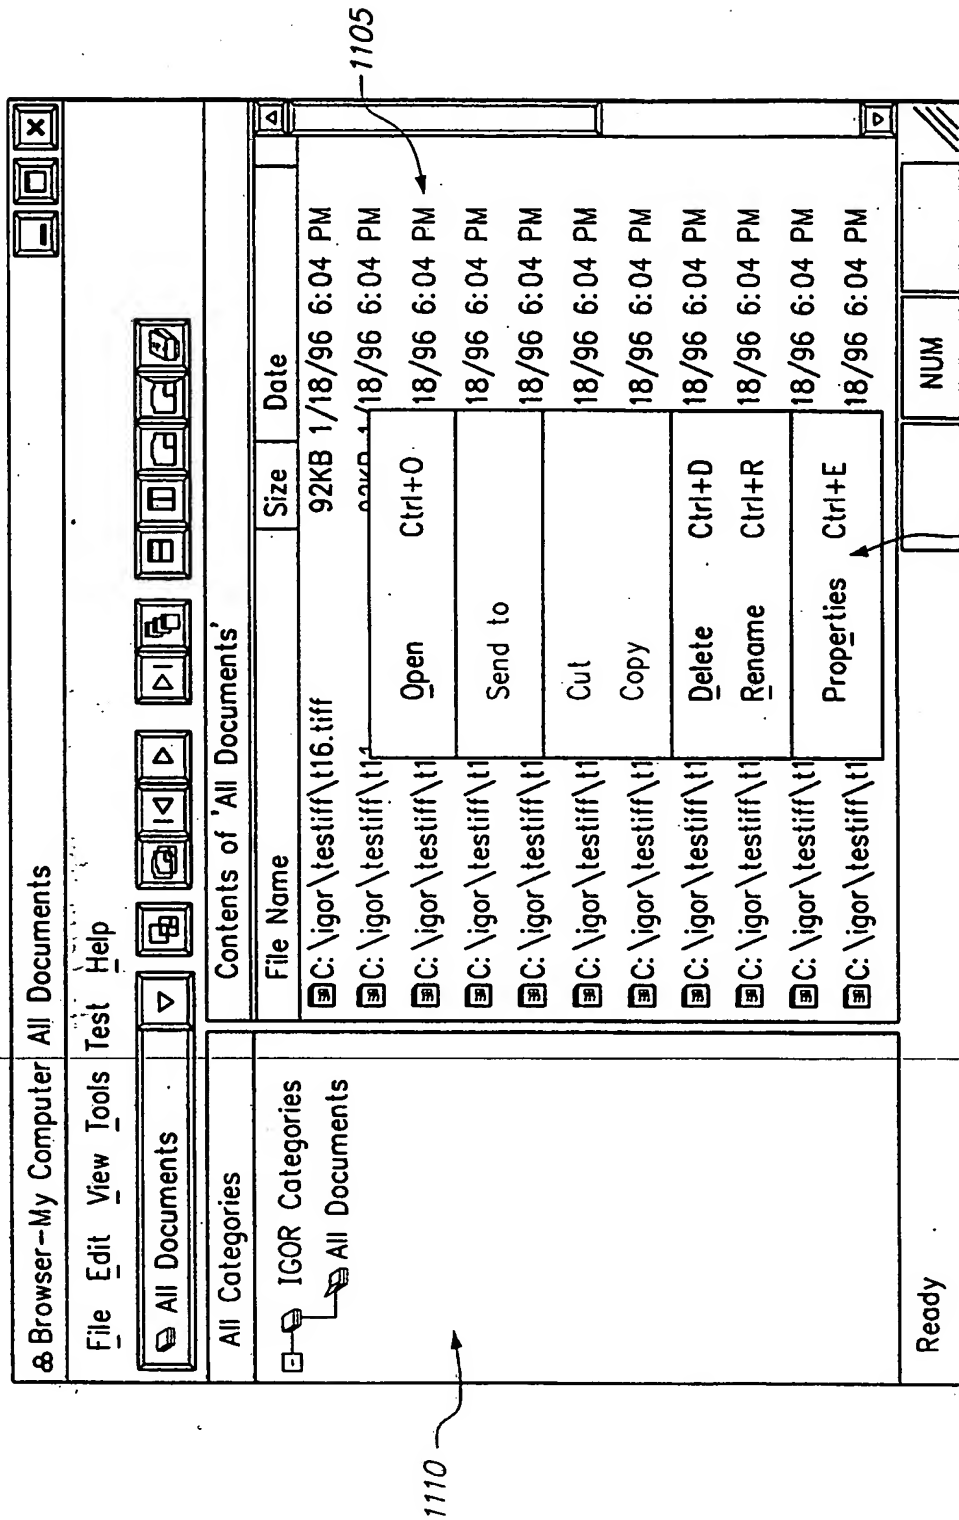 Browser-My Computer All Documents
File Edit View Tools Test Help
All Documents
All Categories
Contents of 'All Documents'
IGOR Categories
All Documents
File Name Size Date
C: \igor\testiff\t16.tiff 92KB 1/18/96 6:04 PM
C: \igor\testiff\t1 92KB 1/18/96 6:04 PM
C: \igor\testiff\t1 18/96 6:04 PM
C: \igor\testiff\t1 18/96 6:04 PM
C: \igor\testiff\t1 18/96 6:04 PM
C: \igor\testiff\t1 18/96 6:04 PM
C: \igor\testiff\t1 18/96 6:04 PM
C: \igor\testiff\t1 18/96 6:04 PM
C: \igor\testiff\t1 18/96 6:04 PM
C: \igor\testiff\t1 18/96 6:04 PM
C: \igor\testiff\t1 18/96 6:04 PM
Open Ctrl+O
Send to
Cut
Copy
Delete Ctrl+D
Rename Ctrl+R
Properties Ctrl+E
Ready
NUM
1105
1110